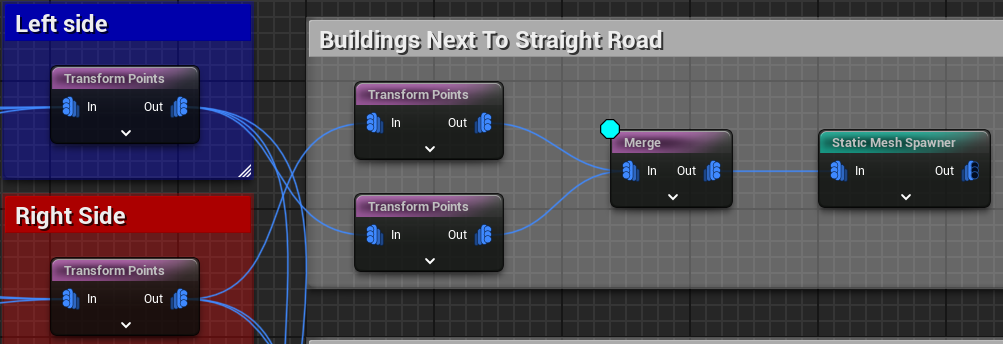 Left side
Transform Points
In Out
Right Side
Transform Points
In Out
Buildings Next To Straight Road
Transform Points
In Out
Transform Points
In Out
Merge
In Out
Static Mesh Spawner
In Out